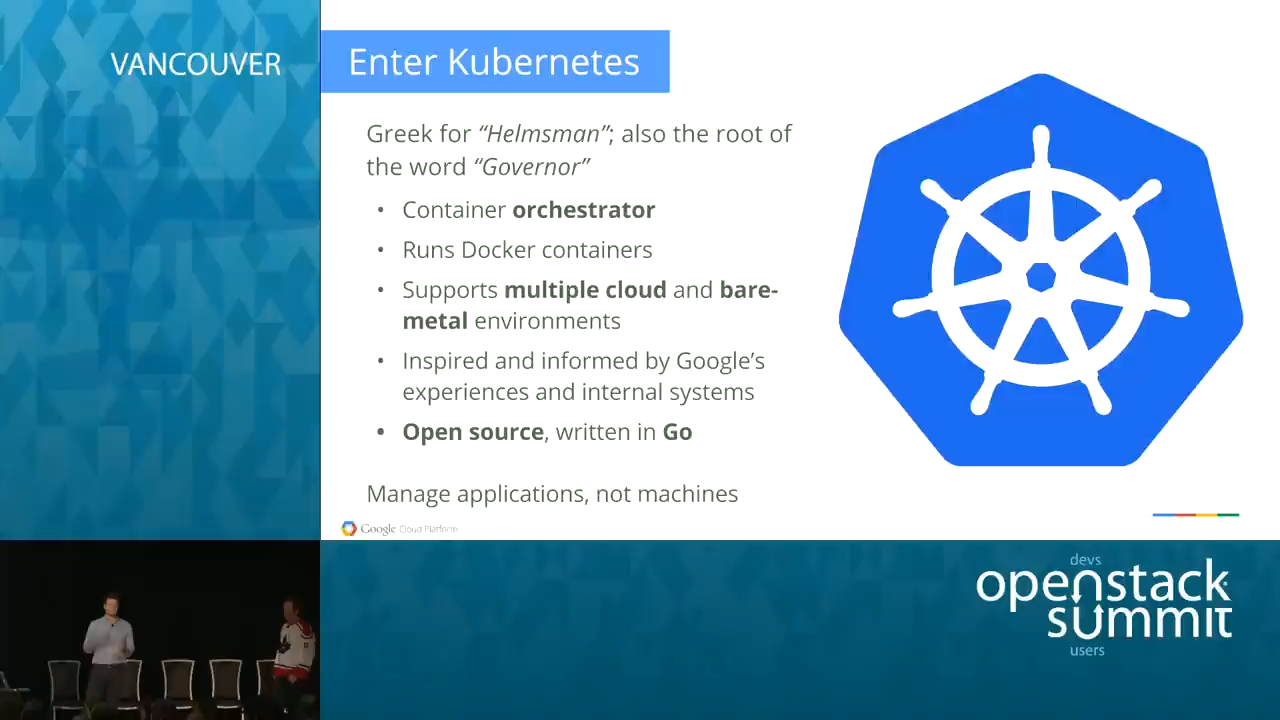 VANCOUVER
Enter Kubernetes
Greek for “Helmsman”; also the root of
the word “Governor”
• Container orchestrator
• Runs Docker containers
• Supports multiple cloud and bare-
metal environments
• Inspired and informed by Google’s
experiences and internal systems
• Open source, written in Go
Manage applications, not machines
Google Cloud Platform
devs
openstack
summit
users